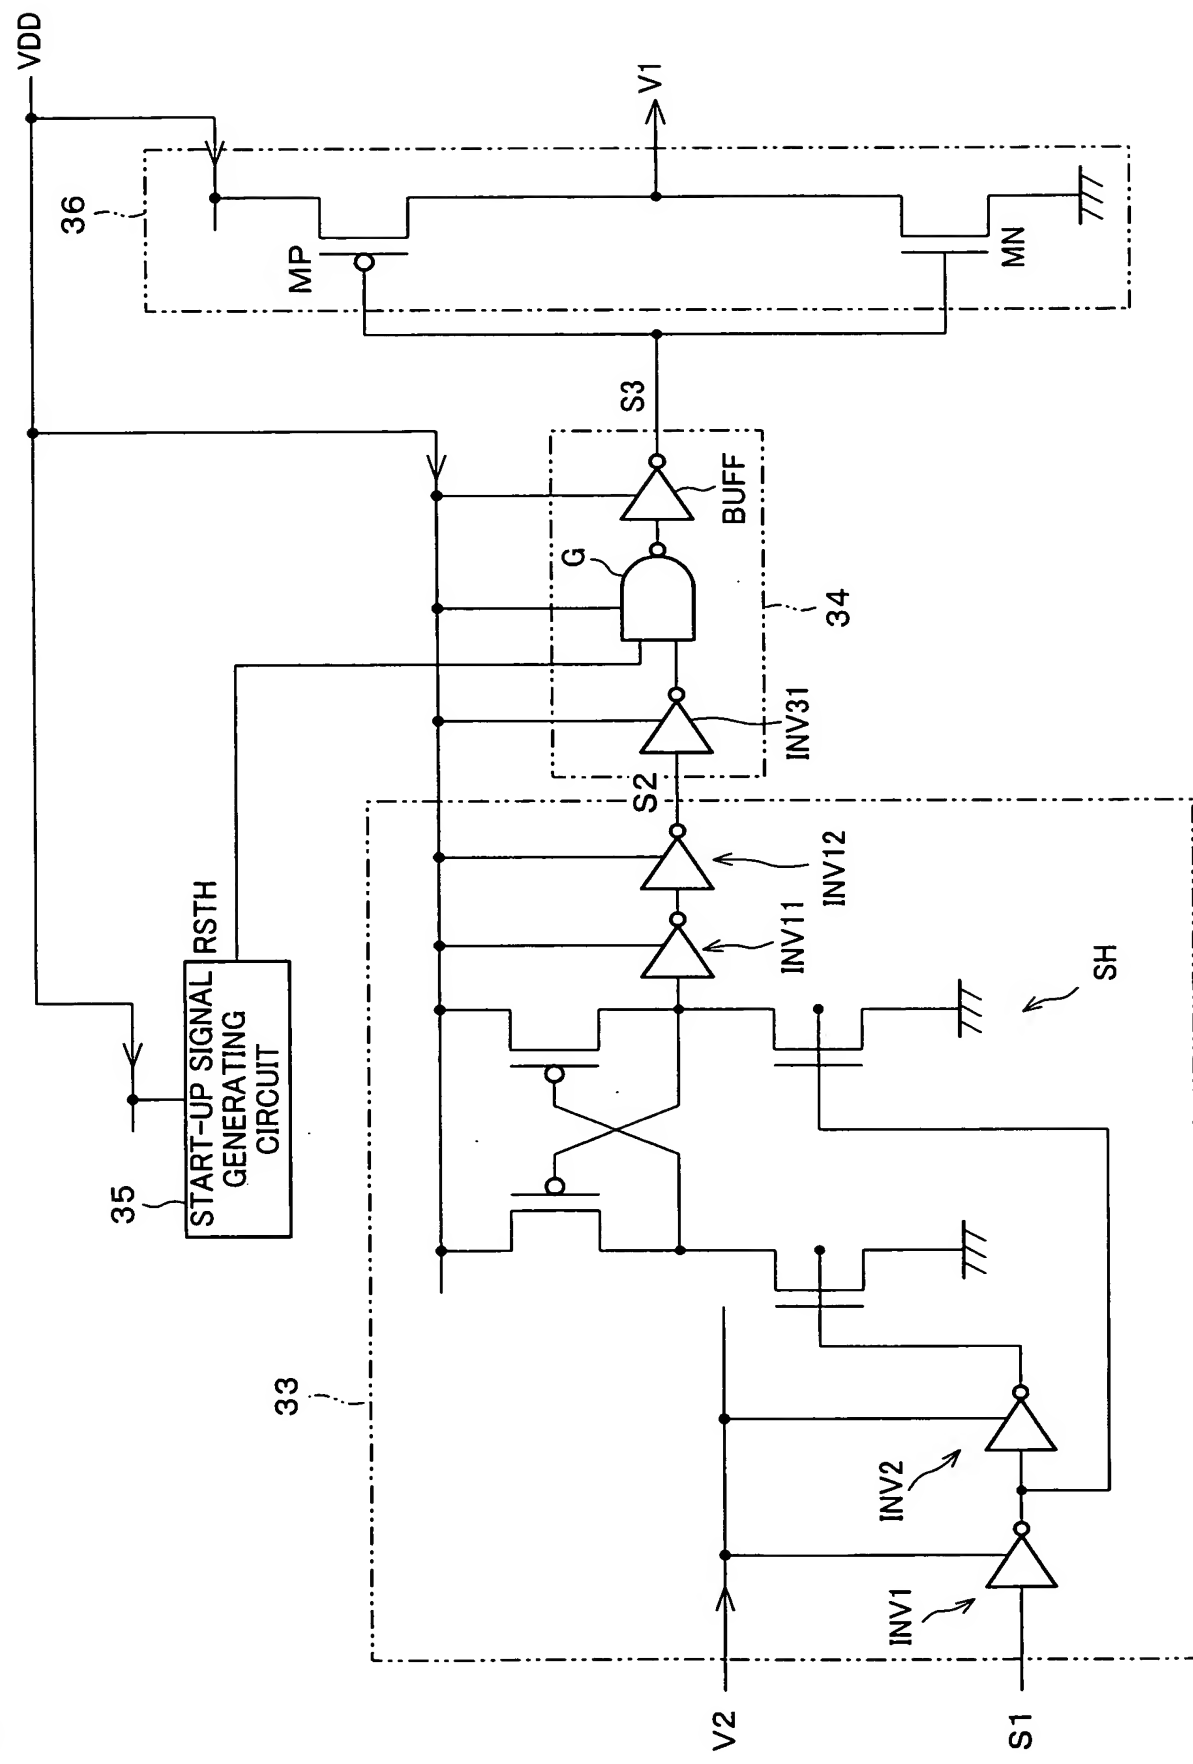 VDD
36
V1
MP
MN
S3
BUFF
G
34
INV31
S2
RSTH
START-UP SIGNAL
GENERATING
CIRCUIT
35
INV12
INV11
SH
33
INV2
INV1
V2
S1